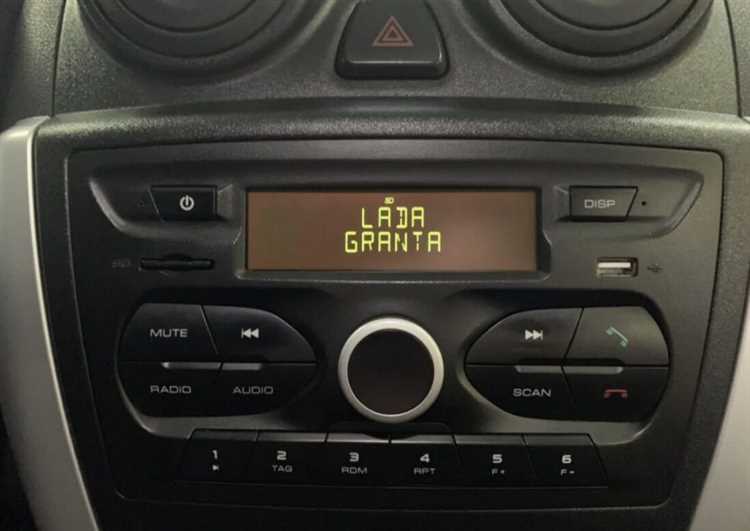 DISP
LADA
GRANTA
MUTE
RADIO
AUDIO
SCAN
1
2
TAG
3
RDM
4
RPT
5
F+
6
F-